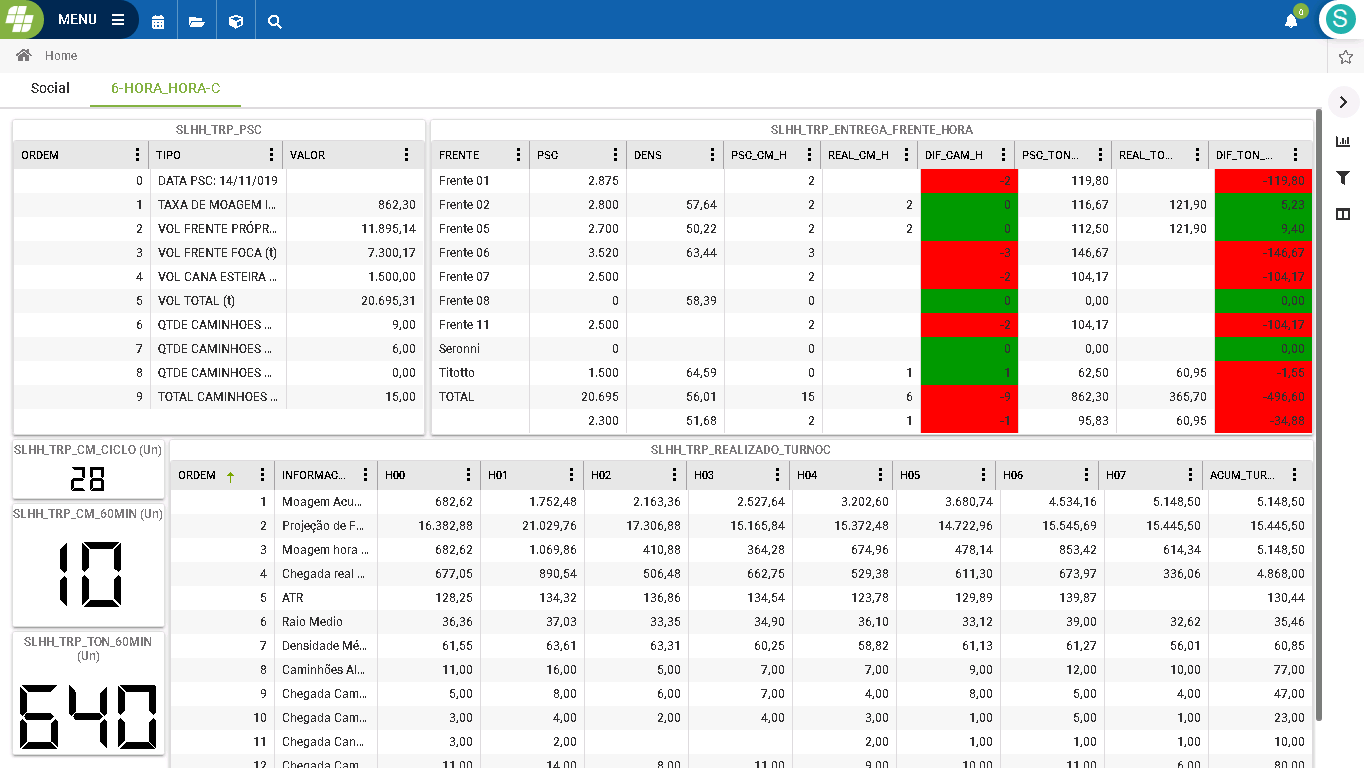 MENU
0
S
Home
Social 6-HORA_HORA-C
SLHH_TRP_PSC
ORDEM TIPO VALOR
0 DATA PSC: 14/11/019
1 TAXA DE MOAGEM I... 862,30
2 VOL FRENTE PRÓPR... 11.895,14
3 VOL FRENTE FOCA (t) 7.300,17
4 VOL CANA ESTEIRA ... 1.500,00
5 VOL TOTAL (t) 20.695,31
6 QTDE CAMINHOES ... 9,00
7 QTDE CAMINHOES ... 6,00
8 QTDE CAMINHOES ... 0,00
9 TOTAL CAMINHOES ... 15,00
SLHH_TRP_ENTREGA_FRENTE_HORA
FRENTE PSC DENS PSC_CM_H REAL_CM_H DIF_CAM_H PSC_TON... REAL_TO... DIF_TON_...
Frente 01 2.875 2 -2 119,80 -119,80
Frente 02 2.800 57,64 2 2 0 116,67 121,90 5,23
Frente 05 2.700 50,22 2 2 0 112,50 121,90 9,40
Frente 06 3.520 63,44 3 -3 146,67 -146,67
Frente 07 2.500 2 -2 104,17 -104,17
Frente 08 0 58,39 0 0 0,00 0,00
Frente 11 2.500 2 -2 104,17 -104,17
Seronni 0 0 0 0,00 0,00
Titotto 1.500 64,59 0 1 1 62,50 60,95 -1,55
TOTAL 20.695 56,01 15 6 -9 862,30 365,70 -496,60
2.300 51,68 2 1 -1 95,83 60,95 -34,88
SLHH_TRP_CM_CICLO (Un)
28
SLHH_TRP_CM_60MIN (Un)
10
SLHH_TRP_TON_60MIN
(Un)
640
SLHH_TRP_REALIZADO_TURNOC
ORDEM INFORMAC... H00 H01 H02 H03 H04 H05 H06 H07 ACUM_TUR...
1 Moagem Acu... 682,62 1.752,48 2.163,36 2.527,64 3.202,60 3.680,74 4.534,16 5.148,50 5.148,50
2 Projeção de F... 16.382,88 21.029,76 17.306,88 15.165,84 15.372,48 14.722,96 15.545,69 15.445,50 15.445,50
3 Moagem hora ... 682,62 1.069,86 410,88 364,28 674,96 478,14 853,42 614,34 5.148,50
4 Chegada real ... 677,05 890,54 506,48 662,75 529,38 611,30 673,97 336,06 4.868,00
5 ATR 128,25 134,32 136,86 134,54 123,78 129,89 139,87 130,44
6 Raio Medio 36,36 37,03 33,35 34,90 36,10 33,12 39,00 32,62 35,46
7 Densidade Mé... 61,55 63,61 63,31 60,25 58,82 61,13 61,27 56,01 60,85
8 Caminhões Al... 11,00 16,00 5,00 7,00 7,00 9,00 12,00 10,00 77,00
9 Chegada Cam... 5,00 8,00 6,00 7,00 4,00 8,00 5,00 4,00 47,00
10 Chegada Cam... 3,00 4,00 2,00 4,00 3,00 1,00 5,00 1,00 23,00
11 Chegada Can... 3,00 2,00 2,00 1,00 1,00 1,00 10,00
12 Chegada Cam... 11,00 14,00 8,00 11,00 9,00 10,00 11,00 6,00 80,00